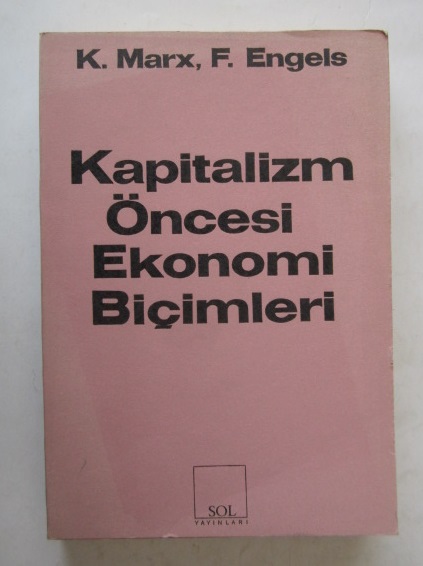 K. Marx, F. Engels
Kapitalizm
Öncesi
Ekonomi
Biçimleri
SOL
YAYINLARI